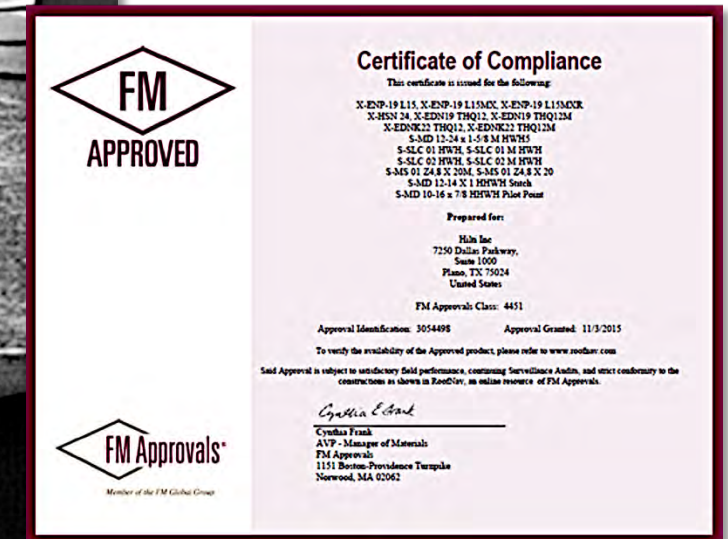 FM
APPROVED
Certificate of Compliance
This certificate is issued for the following:
X-ENP-19 L15, X-ENP-19 L15MX, X-ENP-19 L15MXR
X-HSN 24, X-EDN19 THQ12, X-EDN19 THQ12M
X-EDNK22 THQ12, X-EDNK22 THQ12M
S-MD 12-24 x 1-5/8 M HWH5
S-SLC 01 HWH, S-SLC 01 M HWH
S-SLC 02 HWH, S-SLC 02 M HWH
S-MS 01 Z4,8 X 20M, S-MS 01 Z4,8 X 20
S-MD 12-14 X 1 HHWH Stitch
S-MD 10-16 x 7/8 HHWH Pilot Point
Prepared for:
Hilti Inc
7250 Dallas Parkway,
Suite 1000
Plano, TX 75024
United States
FM Approvals Class: 4451
Approval Identification: 3054498 Approval Granted: 11/3/2015
To verify the availability of the Approved product, please refer to www.roofnav.com
Said Approval is subject to satisfactory field performance, continuing Surveillance Audits, and strict conformity to the
constructions as shown in RoofNav, an online resource of FM Approvals.
Cynthia E Frank
Cynthia Frank
AVP - Manager of Materials
FM Approvals
1151 Boston-Providence Turnpike
Norwood, MA 02062
FM Approvals
Member of the FM Global Group